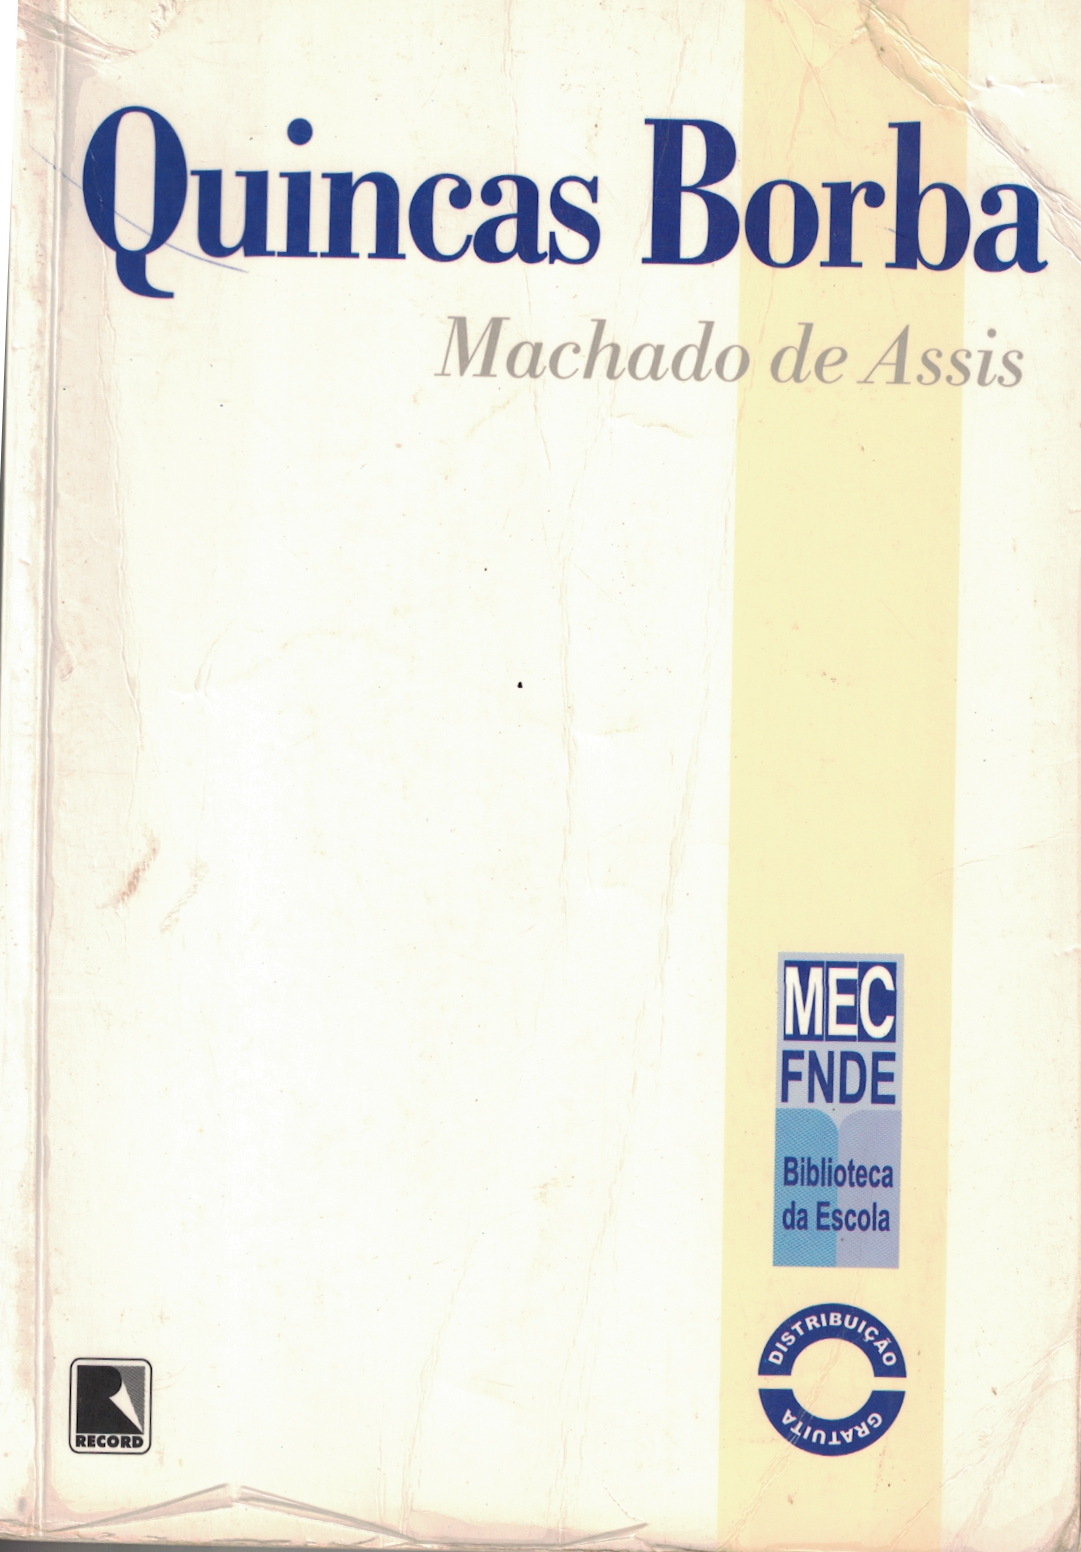 Quincas Borba
Machado de Assis
MEC
FNDE
Biblioteca
da Escola
DISTRIBUIÇÃO
GRATUITA
RECORD